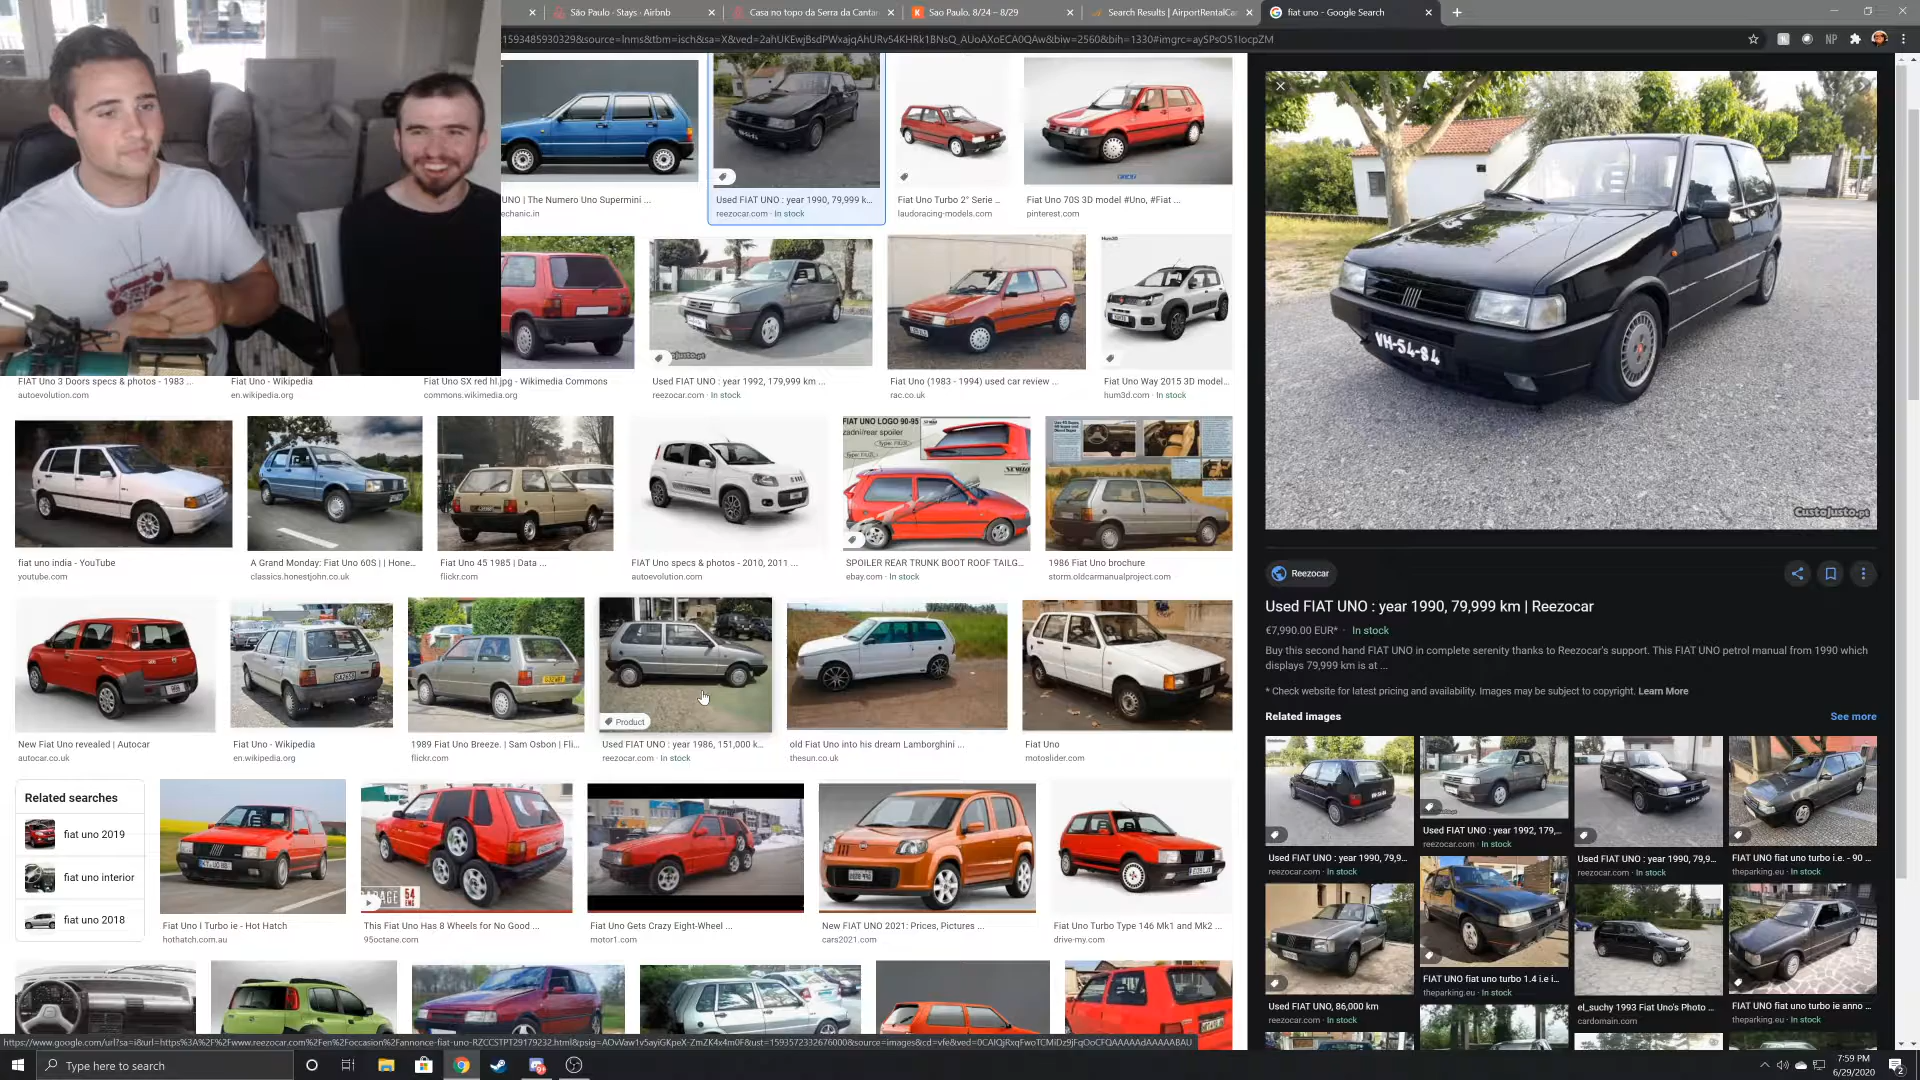 São Paulo · Stays · Airbnb
Casa no topo da Serra da Cantar
Sao Paulo, 8/24 – 8/29
Search Results | AirportRentalCar
fiat uno - Google Search
NP
UNO | The Numero Uno Supermini ...
echanic.in
Used FIAT UNO : year 1990, 79,999 k...
reezocar.com · In stock
Fiat Uno Turbo 2° Serie ...
laudoracing-models.com
Fiat Uno 70S 3D model #Uno, #Fiat ...
pinterest.com
Hum3D
FIAT Uno 3 Doors specs & photos - 1983 ...
autoevolution.com
Fiat Uno - Wikipedia
en.wikipedia.org
Fiat Uno SX red hl.jpg - Wikimedia Commons
commons.wikimedia.org
Used FIAT UNO : year 1992, 179,999 km ...
reezocar.com · In stock
Fiat Uno (1983 - 1994) used car review ...
rac.co.uk
Fiat Uno Way 2015 3D model...
hum3d.com · In stock
FIAT UNO LOGO 90-95
zadni/rear spoiler
fiat uno india - YouTube
youtube.com
A Grand Monday: Fiat Uno 60S | | Hone...
classics.honestjohn.co.uk
Fiat Uno 45 1985 | Data ...
flickr.com
FIAT Uno specs & photos - 2010, 2011 ...
autoevolution.com
SPOILER REAR TRUNK BOOT ROOF TAILG...
ebay.com · In stock
1986 Fiat Uno brochure
storm.oldcarmanualproject.com
Product
New Fiat Uno revealed | Autocar
autocar.co.uk
Fiat Uno - Wikipedia
en.wikipedia.org
1989 Fiat Uno Breeze. | Sam Osbon | Fli...
flickr.com
Used FIAT UNO : year 1986, 151,000 k...
reezocar.com · In stock
old Fiat Uno into his dream Lamborghini ...
thesun.co.uk
Fiat Uno
motoslider.com
Related searches
fiat uno 2019
fiat uno interior
fiat uno 2018
GARAGE 54 ENG
Fiat Uno I Turbo ie - Hot Hatch
hothatch.com.au
This Fiat Uno Has 8 Wheels for No Good ...
95octane.com
Fiat Uno Gets Crazy Eight-Wheel ...
motor1.com
New FIAT UNO 2021: Prices, Pictures ...
cars2021.com
Fiat Uno Turbo Type 146 Mk1 and Mk2 ...
drive-my.com
VH-54-84
CustoJusto.pt
Reezocar
Used FIAT UNO : year 1990, 79,999 km | Reezocar
€7,990.00 EUR* · In stock
Buy this second hand FIAT UNO in complete serenity thanks to Reezocar's support. This FIAT UNO petrol manual from 1990 which
displays 79,999 km is at ...
* Check website for latest pricing and availability. Images may be subject to copyright. Learn More
Related images
See more
Used FIAT UNO : year 1990, 79,9...
reezocar.com · In stock
Used FIAT UNO : year 1992, 179,...
reezocar.com · In stock
Used FIAT UNO : year 1990, 79,9...
reezocar.com · In stock
FIAT UNO fiat uno turbo i.e. - 90 ...
theparking.eu · In stock
Used FIAT UNO, 86,000 km
reezocar.com · In stock
FIAT UNO fiat uno turbo 1.4 i.e i...
theparking.eu · In stock
el_suchy 1993 Fiat Uno's Photo ...
cardomain.com
FIAT UNO fiat uno turbo ie anno ...
theparking.eu · In stock
Type here to search
7:59 PM
6/29/2020